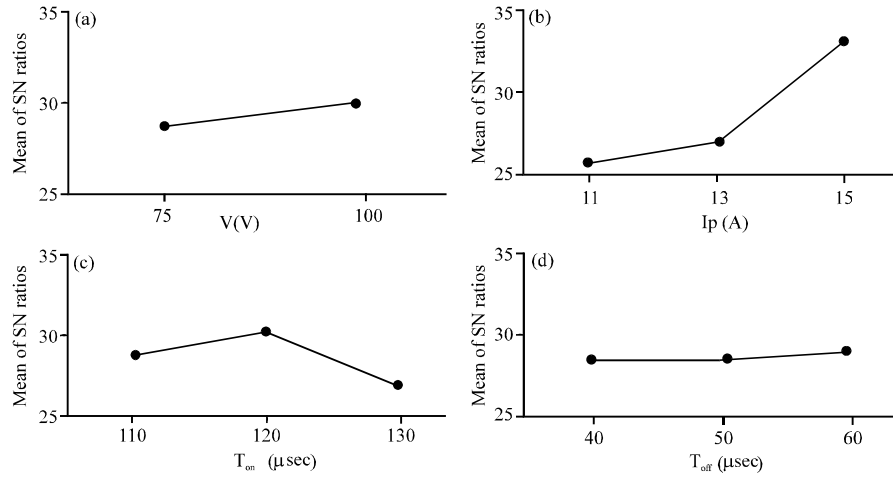 (a)
Mean of SN ratios
35
30
25
75
100
V(V)
(b)
Mean of SN ratios
35
30
25
11
13
15
Ip (A)
(c)
Mean of SN ratios
35
30
25
110
120
130
Ton (μsec)
(d)
Mean of SN ratios
35
30
25
40
50
60
Toff (μsec)